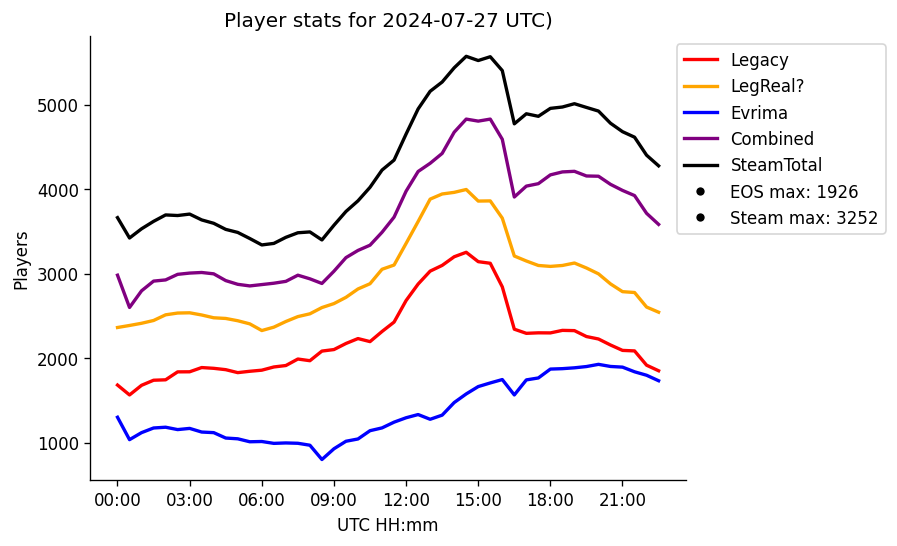 Player stats for 2024-07-27 UTC)
Legacy
LegReal?
Evrima
Combined
SteamTotal
EOS max: 1926
Steam max: 3252
Players
5000
4000
3000
2000
1000
00:00 03:00 06:00 09:00 12:00 15:00 18:00 21:00
UTC HH:mm